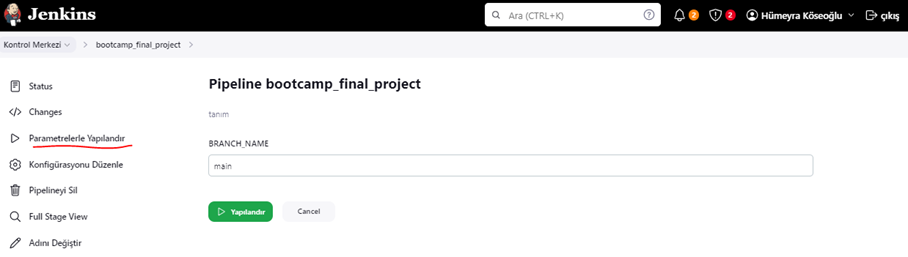 Jenkins
Ara (CTRL+K)
2
2
Hümeyra Köseoğlu
çıkış
Kontrol Merkezi
bootcamp_final_project
Status
Changes
Parametrelerle Yapılandır
Konfigürasyonu Düzenle
Pipelineyi Sil
Full Stage View
Adını Değiştir
Pipeline bootcamp_final_project
tanım
BRANCH_NAME
main
Yapılandır
Cancel